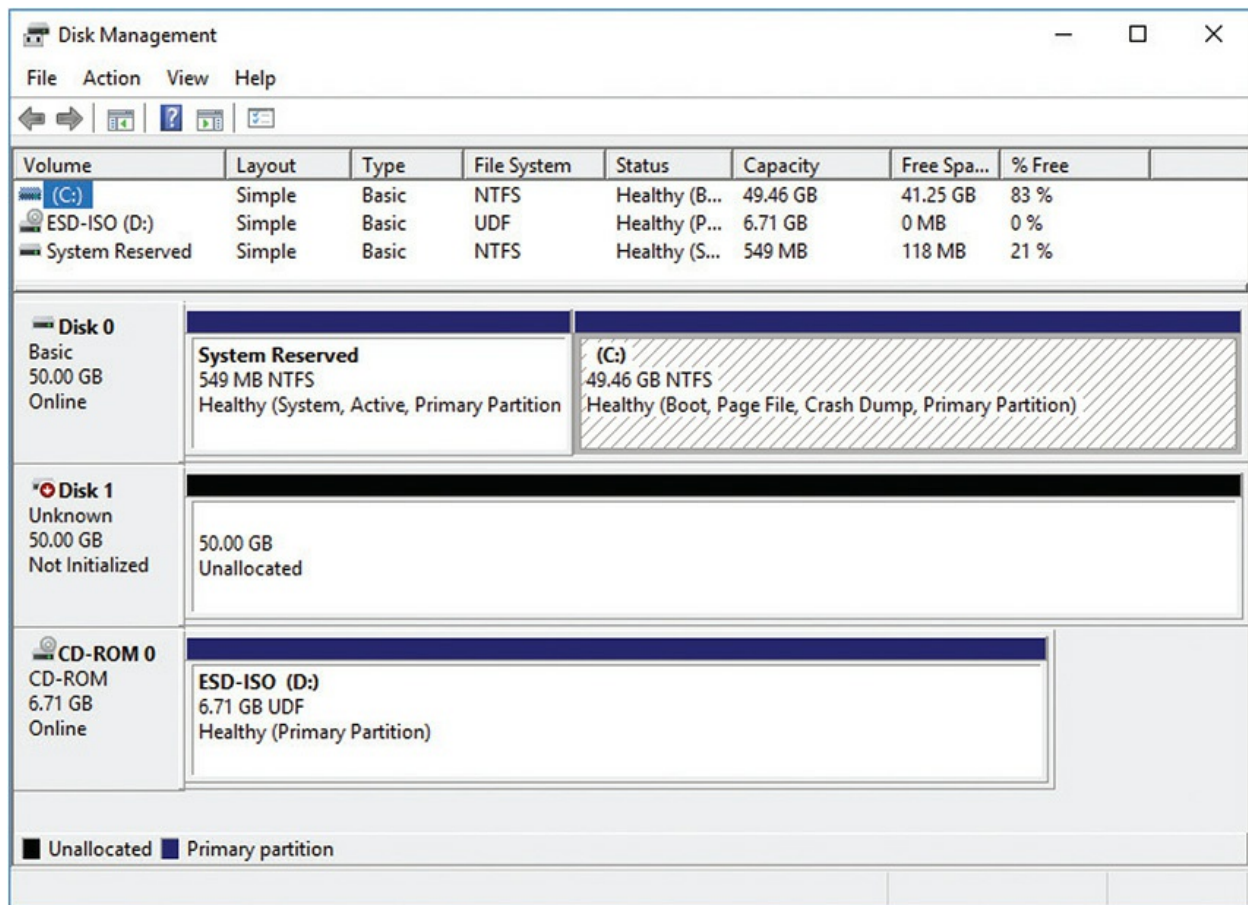 Disk Management
File Action View Help
Volume Layout Type File System Status Capacity Free Spa... % Free
(C:) Simple Basic NTFS Healthy (B... 49.46 GB 41.25 GB 83 %
ESD-ISO (D:) Simple Basic UDF Healthy (P... 6.71 GB 0 MB 0 %
System Reserved Simple Basic NTFS Healthy (S... 549 MB 118 MB 21 %
Disk 0
Basic
50.00 GB
Online
System Reserved
549 MB NTFS
Healthy (System, Active, Primary Partition
(C:)
49.46 GB NTFS
Healthy (Boot, Page File, Crash Dump, Primary Partition)
Disk 1
Unknown
50.00 GB
Not Initialized
50.00 GB
Unallocated
CD-ROM 0
CD-ROM
6.71 GB
Online
ESD-ISO (D:)
6.71 GB UDF
Healthy (Primary Partition)
Unallocated Primary partition